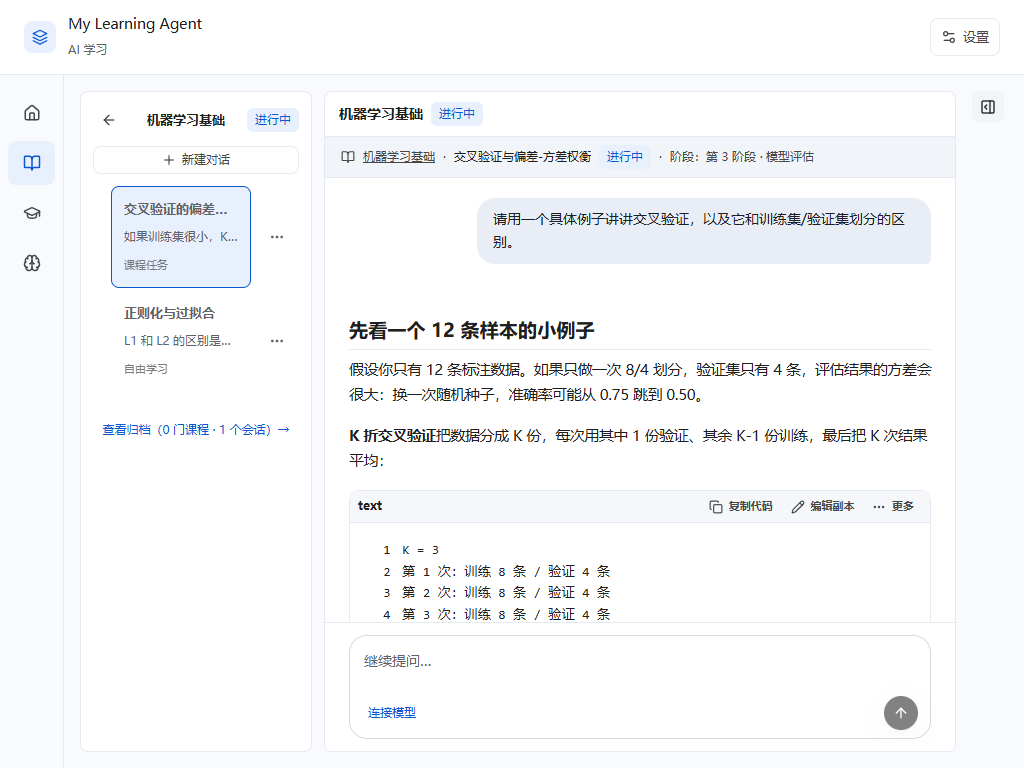 My Learning Agent
AI 学习
设置
机器学习基础
进行中
新建对话
交叉验证的偏差...
如果训练集很小，K...
课程任务
正则化与过拟合
L1 和 L2 的区别是...
自由学习
查看归档（0 门课程 · 1 个会话）→
机器学习基础 进行中
机器学习基础 · 交叉验证与偏差-方差权衡 进行中 · 阶段：第 3 阶段 · 模型评估
请用一个具体例子讲讲交叉验证，以及它和训练集/验证集划分的区
别。
先看一个 12 条样本的小例子
假设你只有 12 条标注数据。如果只做一次 8/4 划分，验证集只有 4 条，评估结果的方差会
很大：换一次随机种子，准确率可能从 0.75 跳到 0.50。
K 折交叉验证把数据分成 K 份，每次用其中 1 份验证、其余 K-1 份训练，最后把 K 次结果
平均：
text 复制代码 编辑副本 ··· 更多
1 K = 3
2 第 1 次：训练 8 条 / 验证 4 条
3 第 2 次：训练 8 条 / 验证 4 条
4 第 3 次：训练 8 条 / 验证 4 条
继续提问...
连接模型